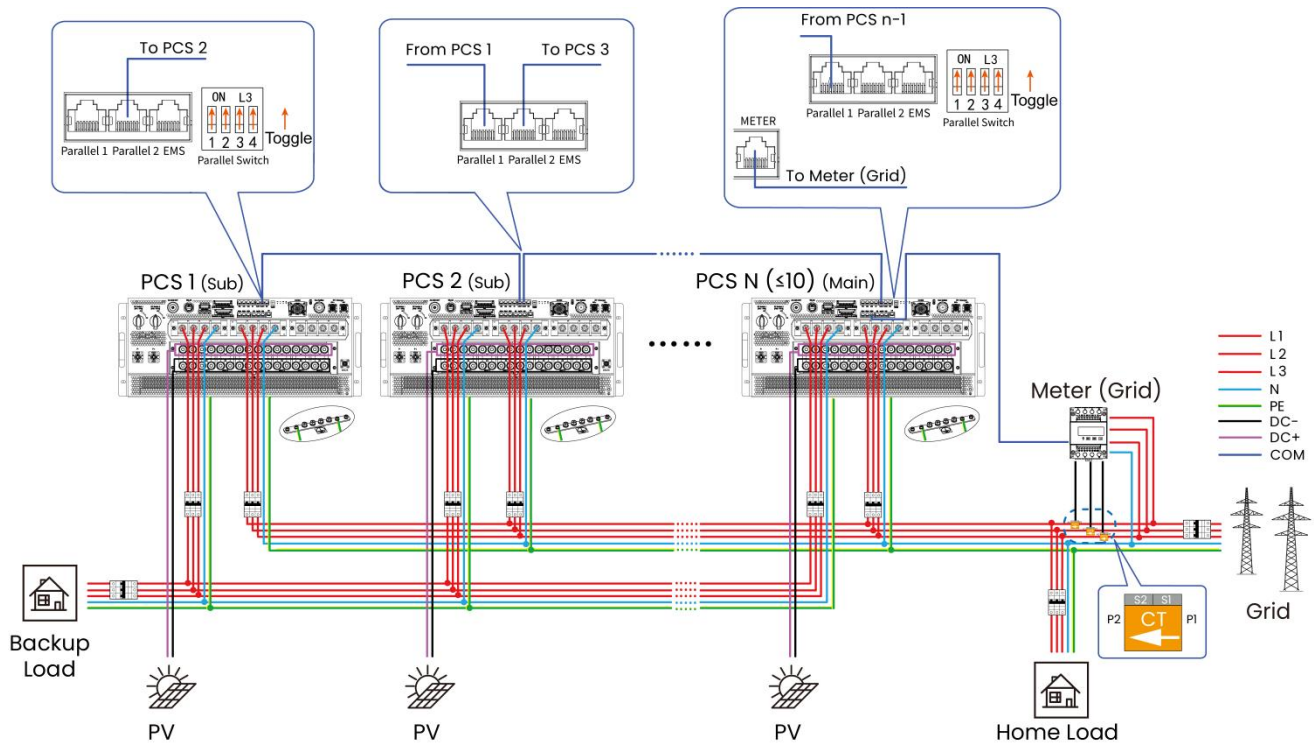 To PCS 2
ON L3
1 2 3 4
Toggle
Parallel 1 Parallel 2 EMS
Parallel Switch
From PCS 1
To PCS 3
Parallel 1 Parallel 2 EMS
From PCS n-1
ON L3
1 2 3 4
Toggle
Parallel 1 Parallel 2 EMS
Parallel Switch
METER
To Meter (Grid)
PCS 1 (Sub)
PCS 2 (Sub)
PCS N (≤10) (Main)
L1
L2
L3
N
PE
DC-
DC+
COM
Meter (Grid)
Grid
S2 S1
P2
CT
P1
Backup
Load
PV
PV
PV
Home Load